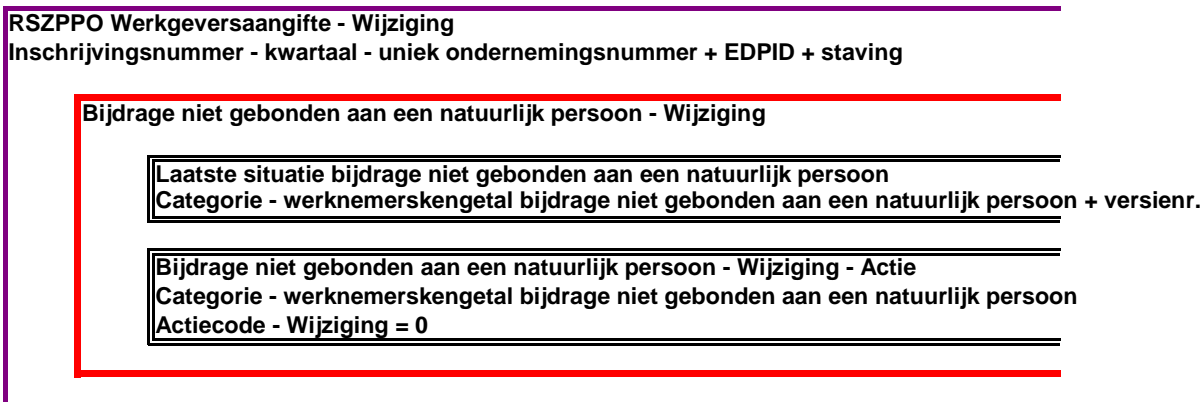 RSZPPO Werkgeversaangifte - Wijziging
Inschrijvingsnummer - kwartaal - uniek ondernemingsnummer + EDPID + staving
Bijdrage niet gebonden aan een natuurlijk persoon - Wijziging
Laatste situatie bijdrage niet gebonden aan een natuurlijk persoon
Categorie - werknemerskengetal bijdrage niet gebonden aan een natuurlijk persoon + versienr.
Bijdrage niet gebonden aan een natuurlijk persoon - Wijziging - Actie
Categorie - werknemerskengetal bijdrage niet gebonden aan een natuurlijk persoon
Actiecode - Wijziging = 0